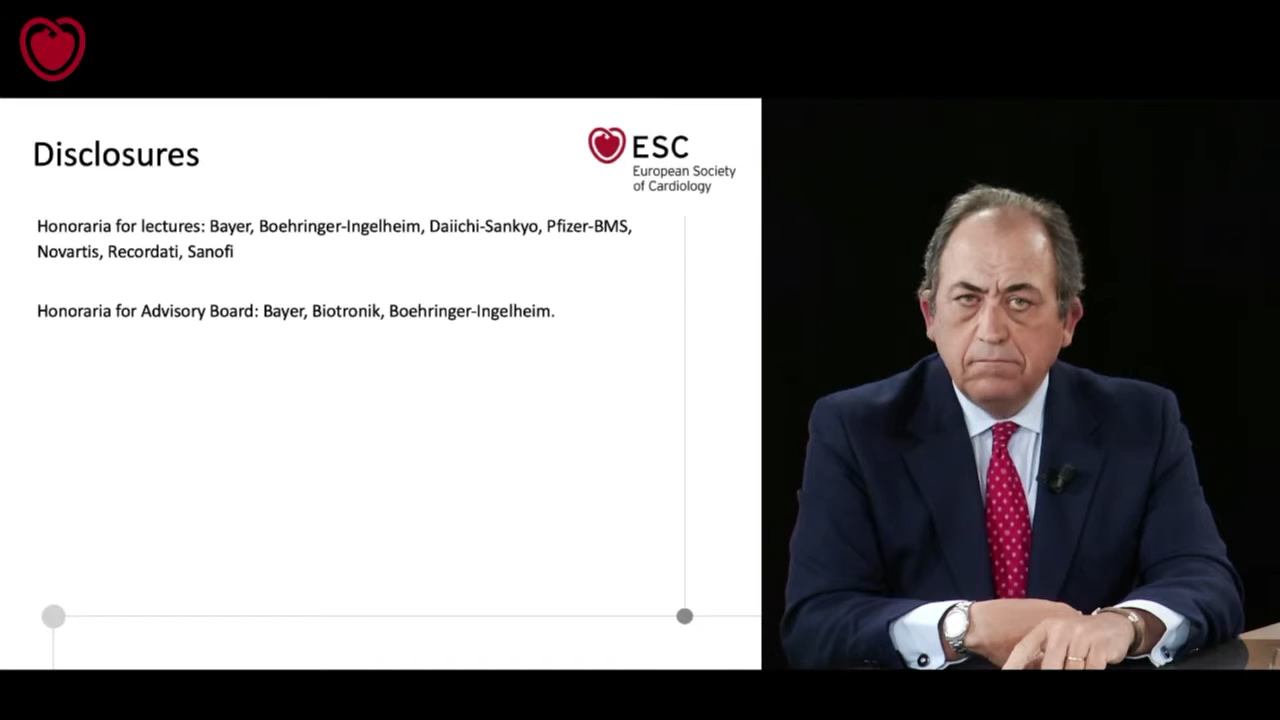 Disclosures
ESC
European Society
of Cardiology
Honoraria for lectures: Bayer, Boehringer-Ingelheim, Daiichi-Sankyo, Pfizer-BMS,
Novartis, Recordati, Sanofi
Honoraria for Advisory Board: Bayer, Biotronik, Boehringer-Ingelheim.